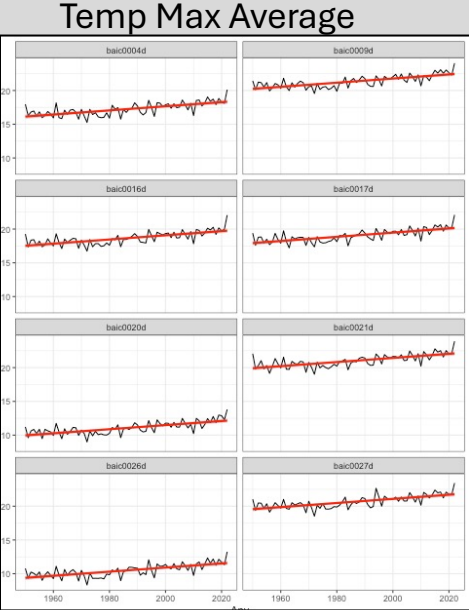 Temp Max Average
baic0004d baic0009d
20
15
10
baic0016d baic0017d
20
15
10
baic0020d baic0021d
20
15
10
baic0026d baic0027d
20
15
10
1960 1980 2000 2020 1960 1980 2000 2020